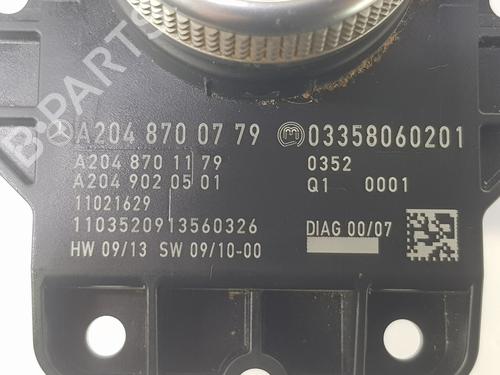 B-PARTS
A204 870 07 79 03358060201
A204 870 11 79 0352
A204 902 05 01 Q1 0001
11021629
1103520913560326 DIAG 00/07
HW 09/13 SW 09/10-00